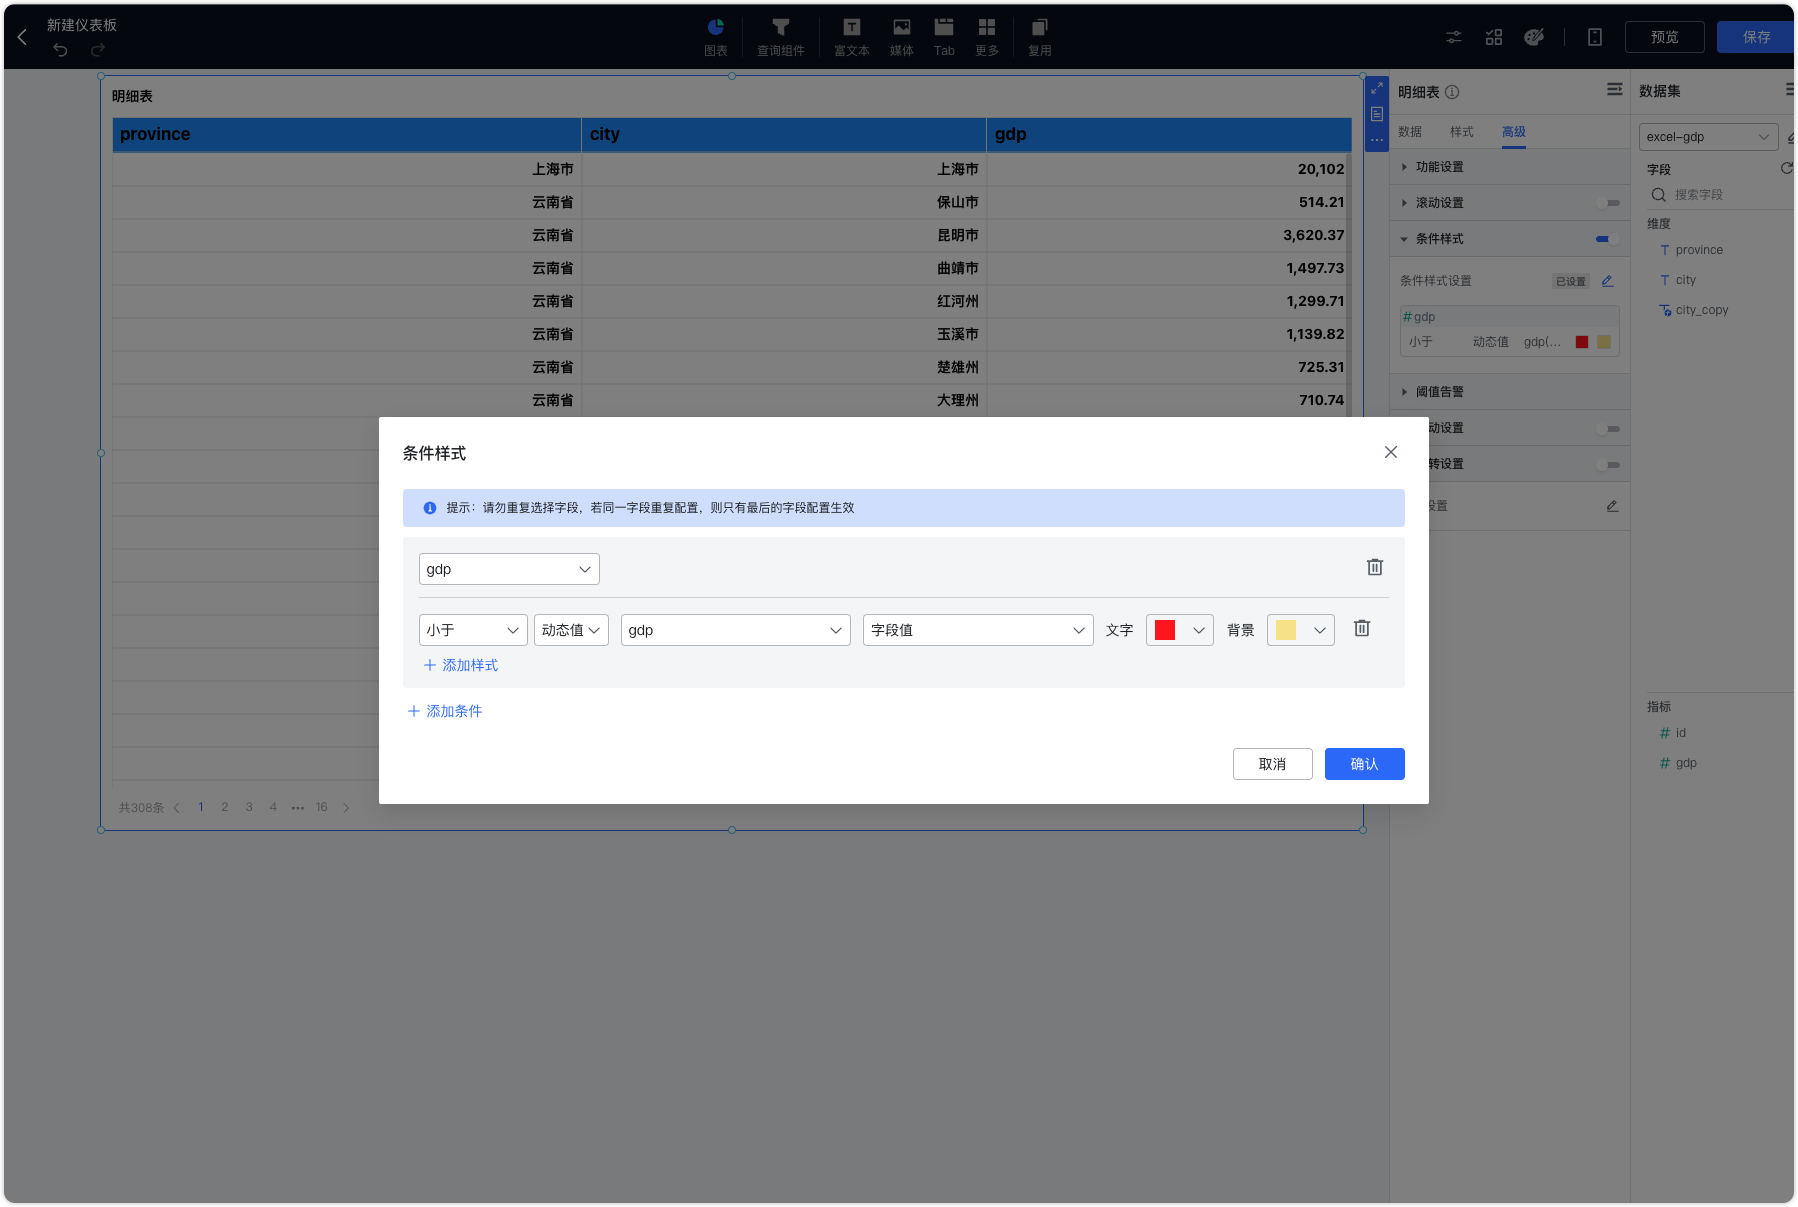 新建仪表板
图表
查询组件
富文本
媒体
Tab
更多
复用
预览
保存
明细表
province city gdp
上海市 上海市 20,102
云南省 保山市 514.21
云南省 昆明市 3,620.37
云南省 曲靖市 1,497.73
云南省 红河州 1,299.71
云南省 玉溪市 1,139.82
云南省 楚雄州 725.31
云南省 大理州 710.74
共308条 1 2 3 4 ••• 16
条件样式
提示：请勿重复选择字段，若同一字段重复配置，则只有最后的字段配置生效
gdp
小于 动态值 gdp 字段值 文字 背景
添加样式
添加条件
取消 确认
明细表
数据 样式 高级
功能设置
滚动设置
条件样式
条件样式设置 已设置
# gdp
小于 动态值 gdp(...
阈值告警
动设置
转设置
设置
数据集
excel-gdp
字段
搜索字段
维度
T province
T city
city_copy
指标
# id
# gdp